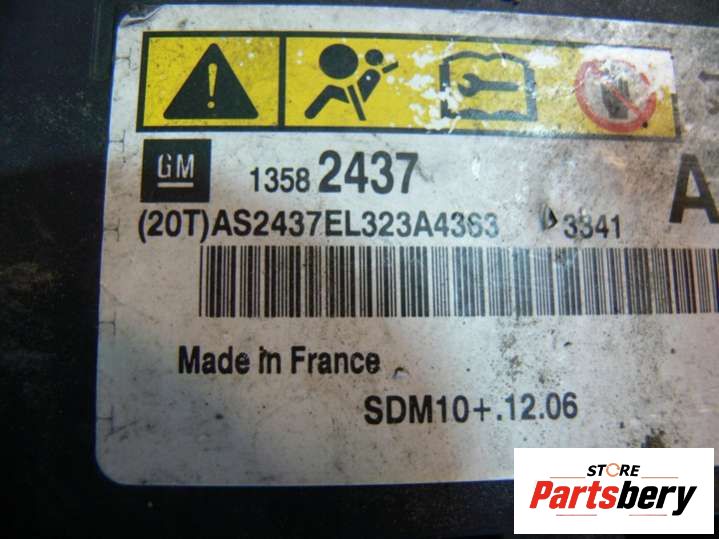 GM 1358 2437 A
(20T)AS2437EL323A4363 3341
Made in France
SDM10+.12.06
STORE
Partsbery